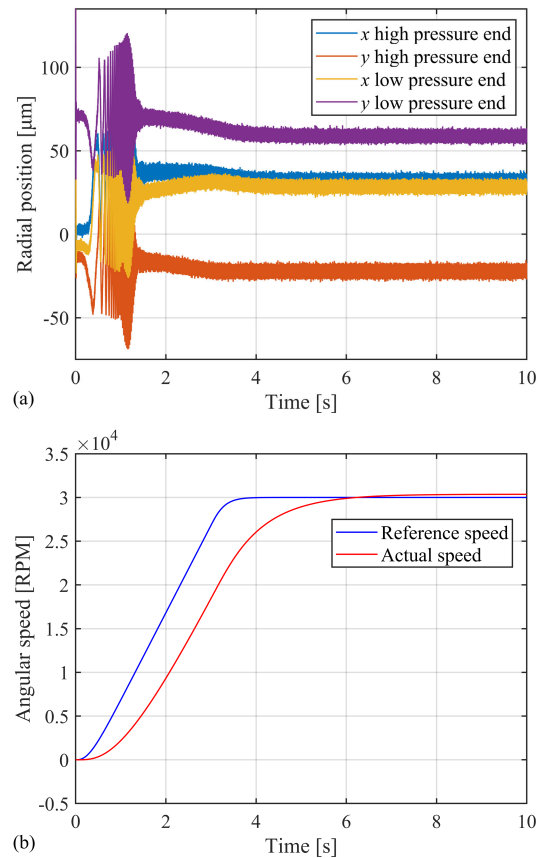 x high pressure end
y high pressure end
x low pressure end
y low pressure end
100
50
0
-50
Radial position [μm]
0
2
4
6
8
10
Time [s]
(a)
×10⁴
3.5
3
2.5
2
1.5
1
0.5
0
-0.5
Angular speed [RPM]
Reference speed
Actual speed
0
2
4
6
8
10
Time [s]
(b)